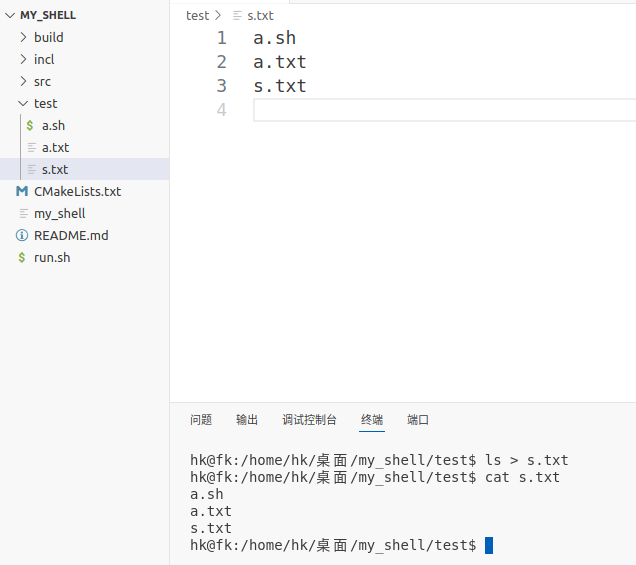 MY_SHELL
build
incl
src
test
$ a.sh
a.txt
s.txt
CMakeLists.txt
my_shell
README.md
$ run.sh
test > s.txt
1 a.sh
2 a.txt
3 s.txt
4
问题 输出 调试控制台 终端 端口
hk@fk:/home/hk/桌面/my_shell/test$ ls > s.txt
hk@fk:/home/hk/桌面/my_shell/test$ cat s.txt
a.sh
a.txt
s.txt
hk@fk:/home/hk/桌面/my_shell/test$